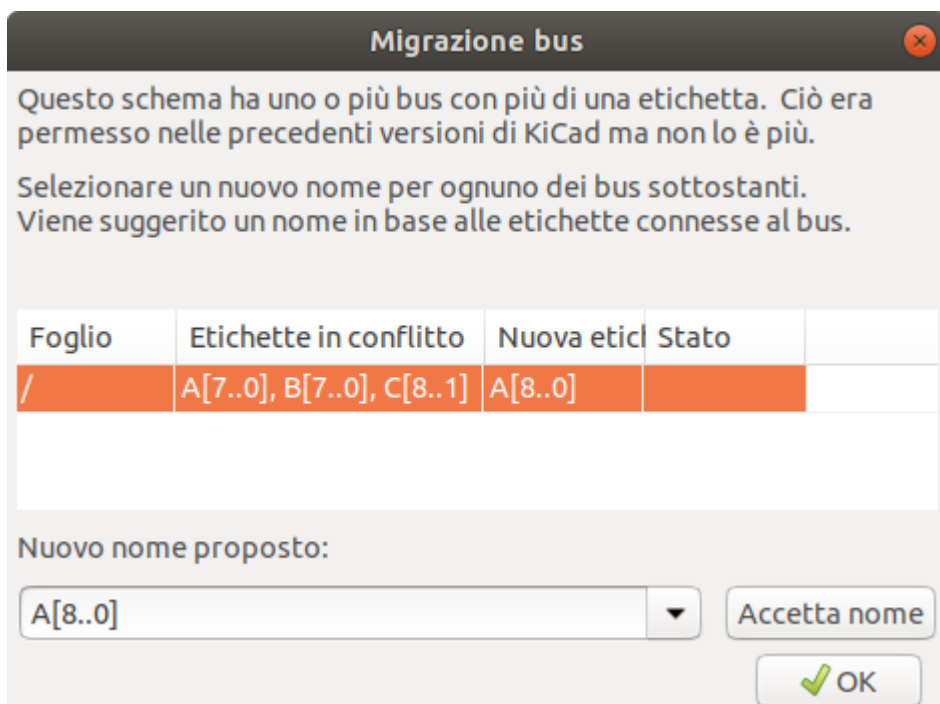 Migrazione bus
Questo schema ha uno o più bus con più di una etichetta. Ciò era
permesso nelle precedenti versioni di KiCad ma non lo è più.
Selezionare un nuovo nome per ognuno dei bus sottostanti.
Viene suggerito un nome in base alle etichette connesse al bus.
Foglio Etichette in conflitto Nuova etich Stato
/ A[7..0], B[7..0], C[8..1] A[8..0]
Nuovo nome proposto:
A[8..0] Accetta nome
OK